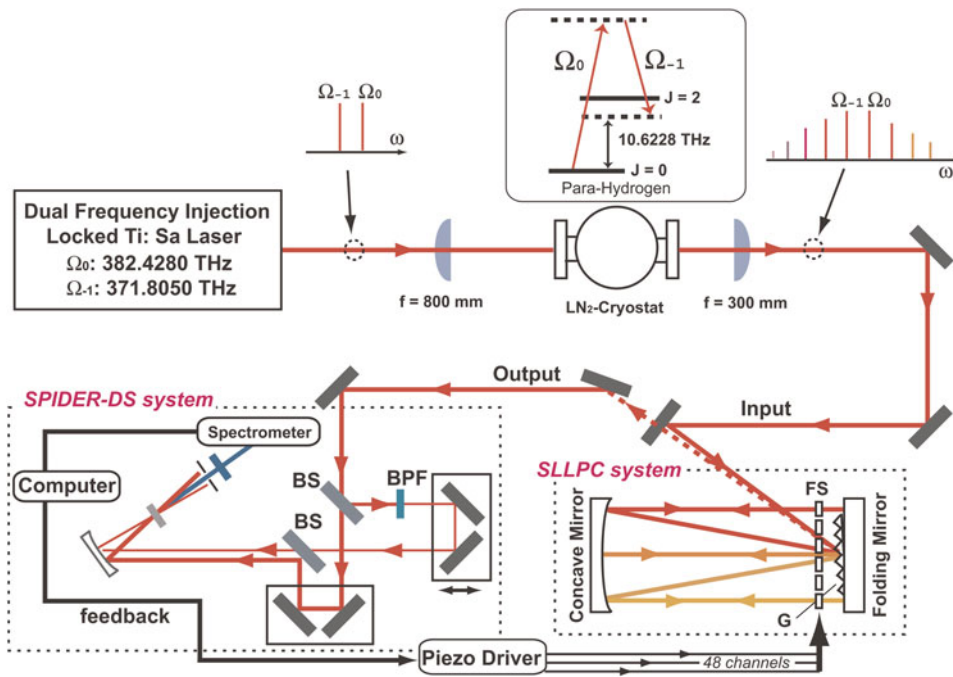 Ω₀
Ω₋₁
J = 2
10.6228 THz
J = 0
Para-Hydrogen
Ω₋₁ Ω₀
ω
Ω₋₁ Ω₀
ω
Dual Frequency Injection
Locked Ti: Sa Laser
Ω₀: 382.4280 THz
Ω₋₁: 371.8050 THz
f = 800 mm
LN₂-Cryostat
f = 300 mm
Output
Input
SPIDER-DS system
Spectrometer
Computer
BS
BPF
BS
feedback
SLLPC system
FS
Concave Mirror
Folding Mirror
G
Piezo Driver
48 channels